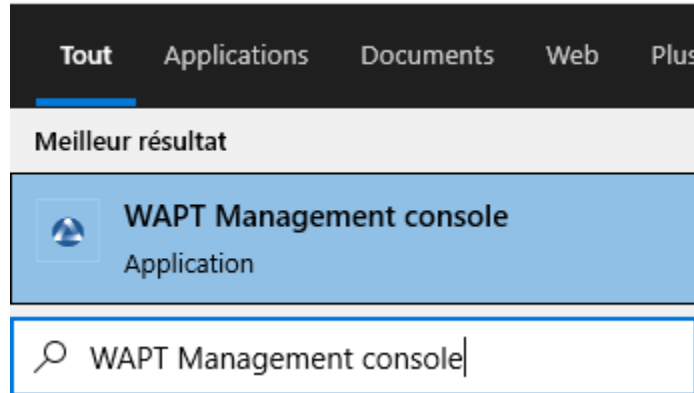 Tout Applications Documents Web Plus
Meilleur résultat
WAPT Management console
Application
WAPT Management console